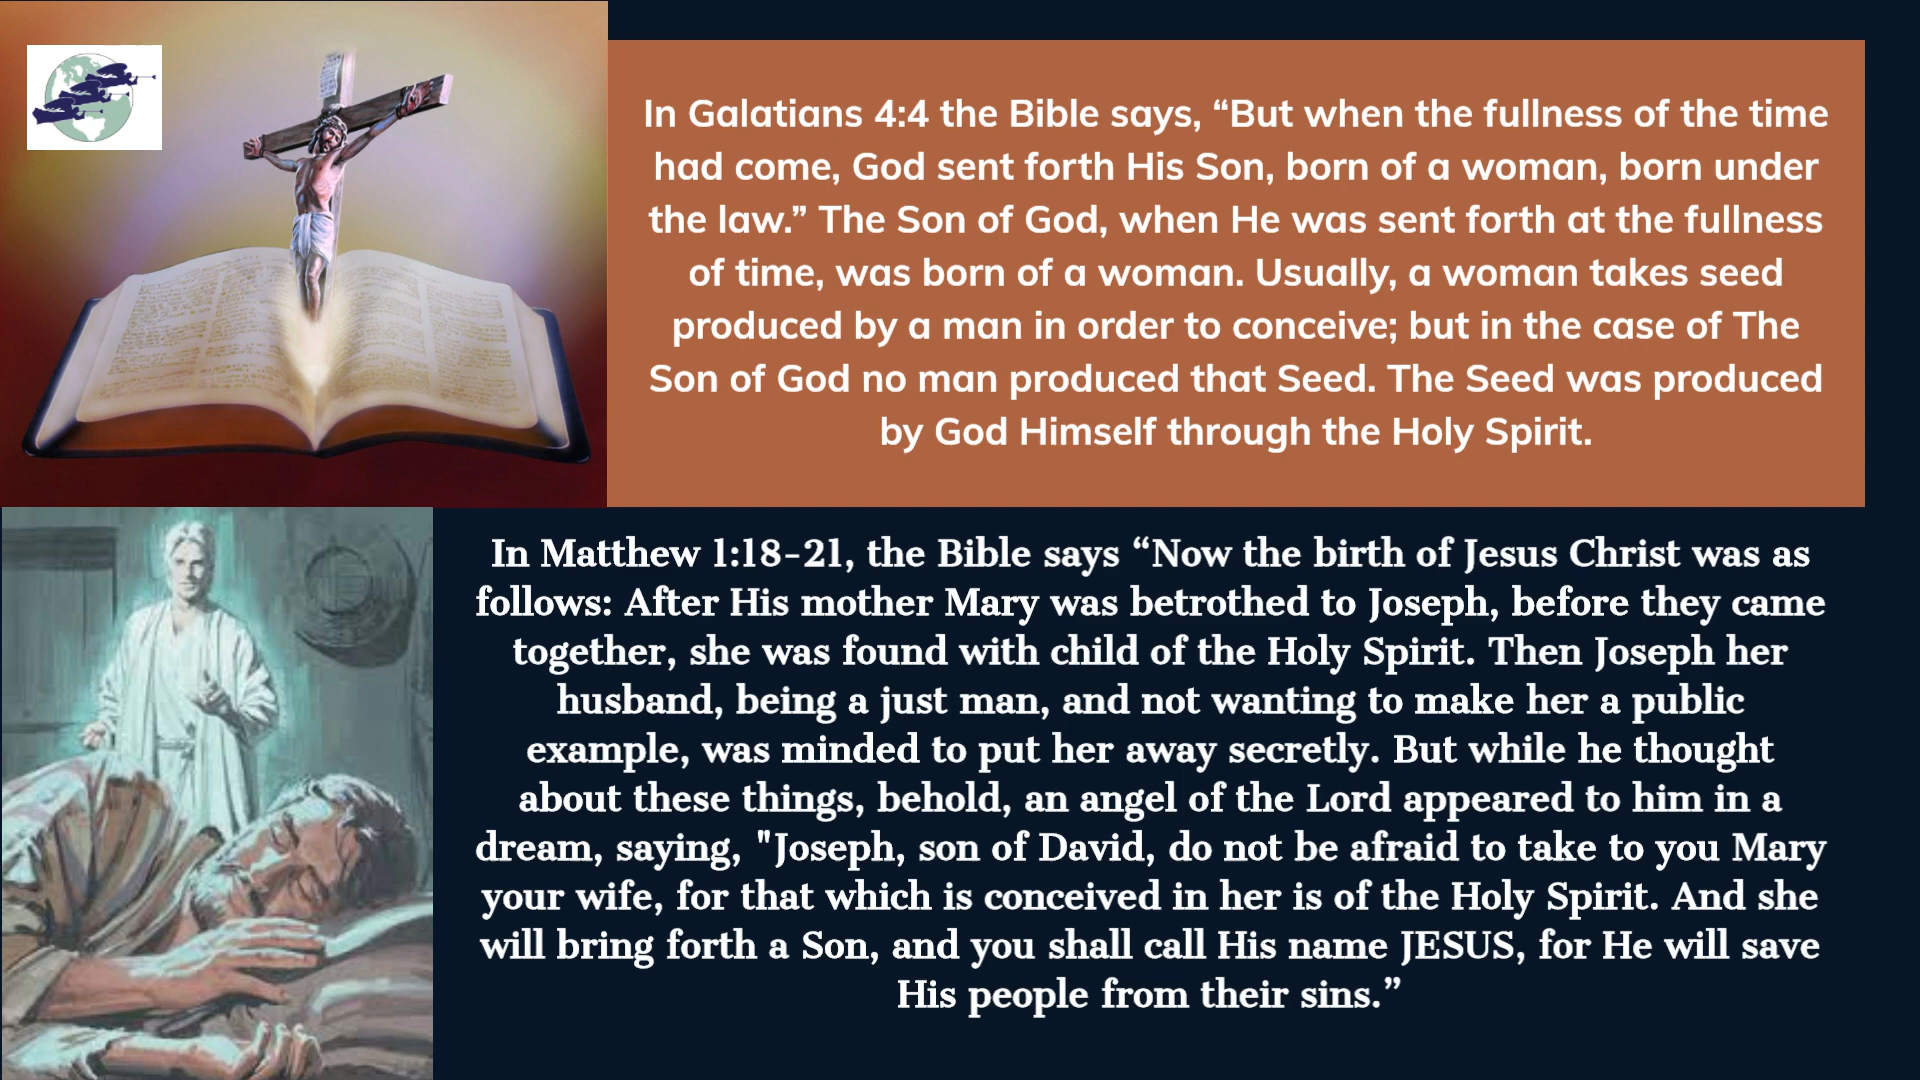 In Galatians 4:4 the Bible says, “But when the fullness of the time
had come, God sent forth His Son, born of a woman, born under
the law.” The Son of God, when He was sent forth at the fullness
of time, was born of a woman. Usually, a woman takes seed
produced by a man in order to conceive; but in the case of The
Son of God no man produced that Seed. The Seed was produced
by God Himself through the Holy Spirit.
In Matthew 1:18-21, the Bible says “Now the birth of Jesus Christ was as
follows: After His mother Mary was betrothed to Joseph, before they came
together, she was found with child of the Holy Spirit. Then Joseph her
husband, being a just man, and not wanting to make her a public
example, was minded to put her away secretly. But while he thought
about these things, behold, an angel of the Lord appeared to him in a
dream, saying, "Joseph, son of David, do not be afraid to take to you Mary
your wife, for that which is conceived in her is of the Holy Spirit. And she
will bring forth a Son, and you shall call His name JESUS, for He will save
His people from their sins.”